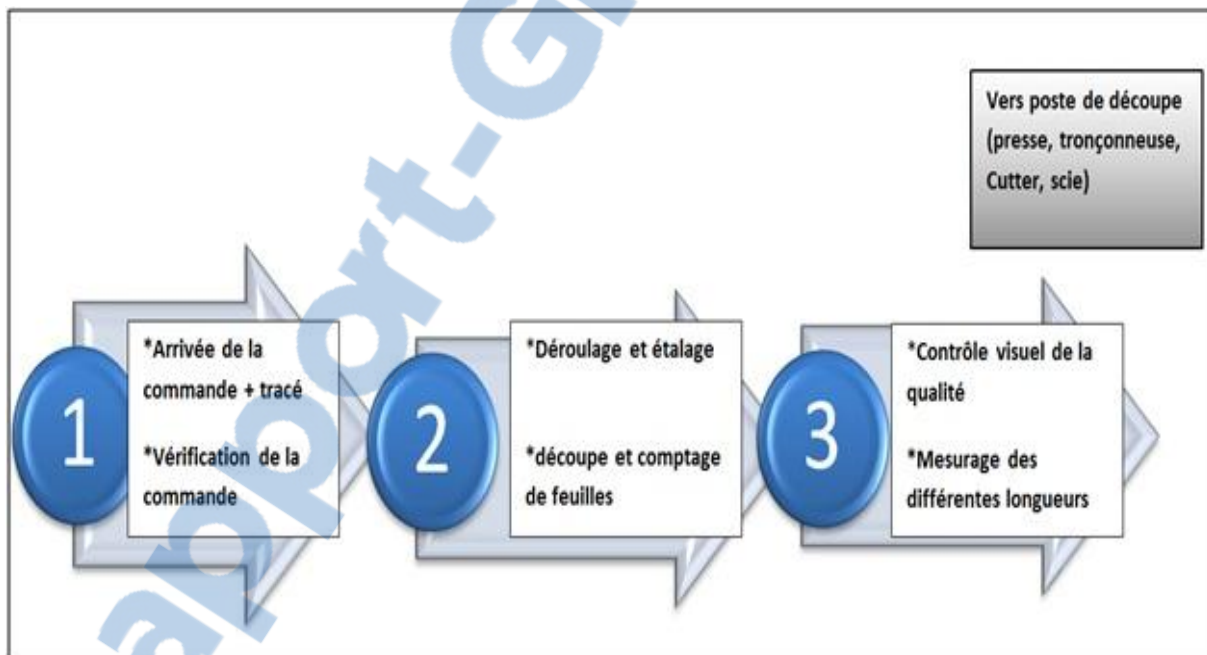 Vers poste de découpe
(presse, tronçonneuse,
Cutter, scie)
1
*Arrivée de la
commande + tracé
*Vérification de la
commande
2
*Déroulage et étalage
*découpe et comptage
de feuilles
3
*Contrôle visuel de la
qualité
*Mesurage des
différentes longueurs